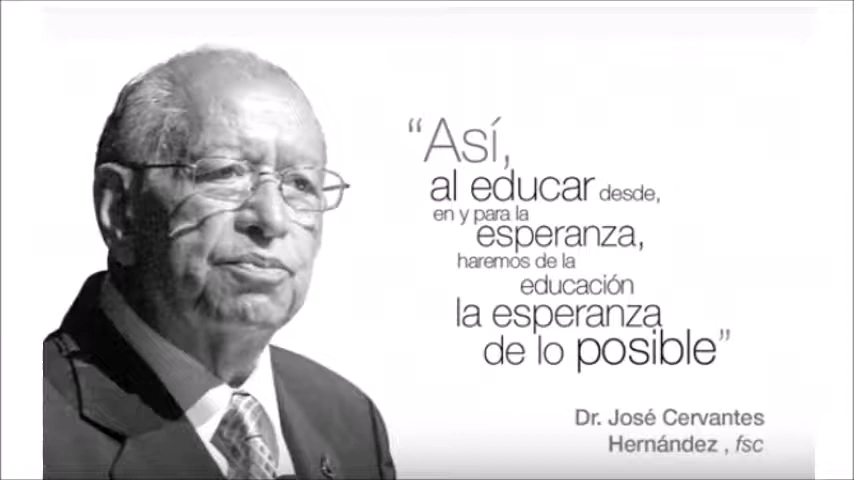 “Así,
al educar desde,
en y para la
esperanza,
haremos de la
educación
la esperanza
de lo posible”
Dr. José Cervantes
Hernández , fsc